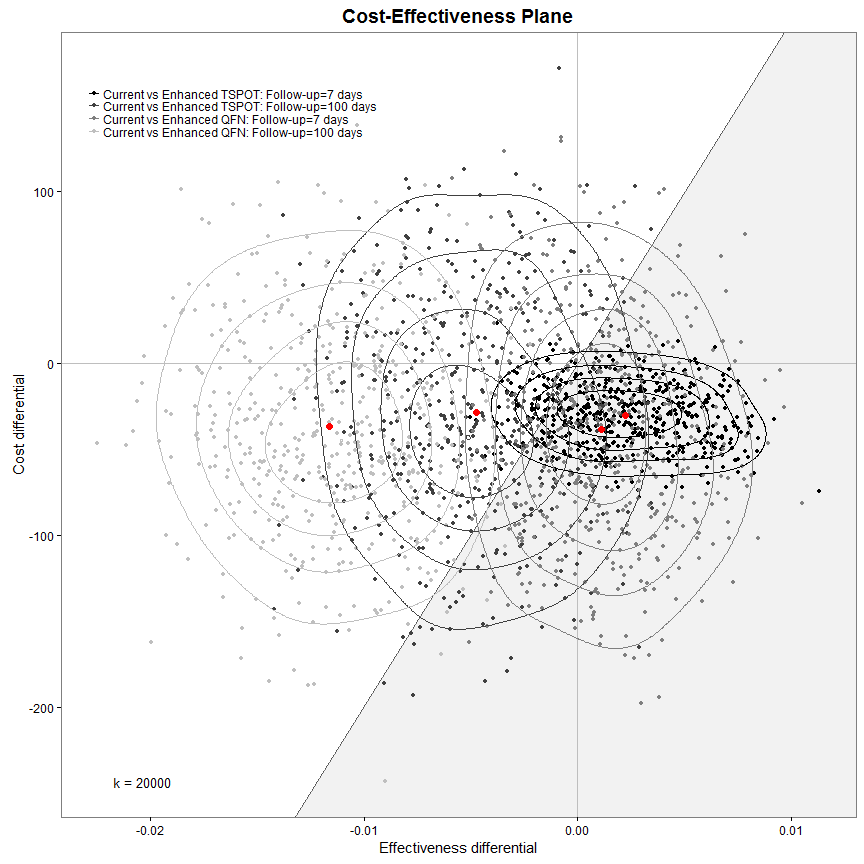 Cost-Effectiveness Plane
Current vs Enhanced TSPOT: Follow-up=7 days
Current vs Enhanced TSPOT: Follow-up=100 days
Current vs Enhanced QFN: Follow-up=7 days
Current vs Enhanced QFN: Follow-up=100 days
100
0
-100
-200
Cost differential
k = 20000
-0.02
-0.01
0.00
0.01
Effectiveness differential